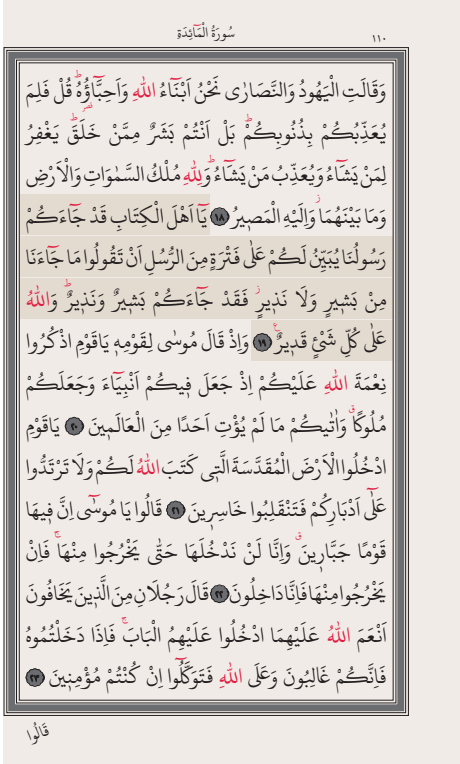 سُورَةُ الْمَٓائِدَةِ
١١٠
وَقَالَتِ الْيَهُودُ وَالنَّصَارٰى نَحْنُ اَبْنَٓاءُ اللّٰهِ وَاَحِبَّٓاؤُ۬هُۜ قُلْ فَلِمَ
يُعَذِّبُكُمْ بِذُنُوبِكُمْۜ بَلْ اَنْتُمْ بَشَرٌ مِمَّنْ خَلَقَۜ يَغْفِرُ
لِمَنْ يَشَٓاءُ وَيُعَذِّبُ مَنْ يَشَٓاءُۜ وَلِلّٰهِ مُلْكُ السَّمٰوَاتِ وَالْاَرْضِ
وَمَا بَيْنَهُمَاۘ وَاِلَيْهِ الْمَص۪يرُ ﴿١٨﴾ يَٓا اَهْلَ الْكِتَابِ قَدْ جَٓاءَكُمْ
رَسُولُنَا يُبَيِّنُ لَكُمْ عَلٰى فَتْرَةٍ مِنَ الرُّسُلِ اَنْ تَقُولُوا مَا جَٓاءَنَا
مِنْ بَش۪يرٍ وَلَا نَذ۪يرٍۘ فَقَدْ جَٓاءَكُمْ بَش۪يرٌ وَنَذ۪يرٌۜ وَاللّٰهُ
عَلٰى كُلِّ شَيْءٍ قَد۪يرٌ۟ ﴿١٩﴾ وَاِذْ قَالَ مُوسٰى لِقَوْمِه۪ يَاقَوْمِ اذْكُرُوا
نِعْمَةَ اللّٰهِ عَلَيْكُمْ اِذْ جَعَلَ ف۪يكُمْ اَنْبِيَٓاءَ وَجَعَلَكُمْ
مُلُوكًاۗ وَاٰتٰيكُمْ مَا لَمْ يُؤْتِ اَحَدًا مِنَ الْعَالَم۪ينَ ﴿٢٠﴾ يَاقَوْمِ
ادْخُلُوا الْاَرْضَ الْمُقَدَّسَةَ الَّت۪ي كَتَبَ اللّٰهُ لَكُمْ وَلَا تَرْتَدُّوا
عَلٰٓى اَدْبَارِكُمْ فَتَنْقَلِبُوا خَاسِر۪ينَ ﴿٢١﴾ قَالُوا يَا مُوسٰٓى اِنَّ ف۪يهَا
قَوْمًا جَبَّار۪ينَۗ وَاِنَّا لَنْ نَدْخُلَهَا حَتّٰى يَخْرُجُوا مِنْهَاۚ فَاِنْ
يَخْرُجُوا مِنْهَا فَاِنَّا دَاخِلُونَ ﴿٢٢﴾ قَالَ رَجُلَانِ مِنَ الَّذ۪ينَ يَخَافُونَ
اَنْعَمَ اللّٰهُ عَلَيْهِمَا ادْخُلُوا عَلَيْهِمُ الْبَابَۚ فَاِذَا دَخَلْتُمُوهُ
فَاِنَّكُمْ غَالِبُونَ وَعَلَى اللّٰهِ فَتَوَكَّلُٓوا اِنْ كُنْتُمْ مُؤْمِن۪ينَ ﴿٢٣﴾
قَالُوا